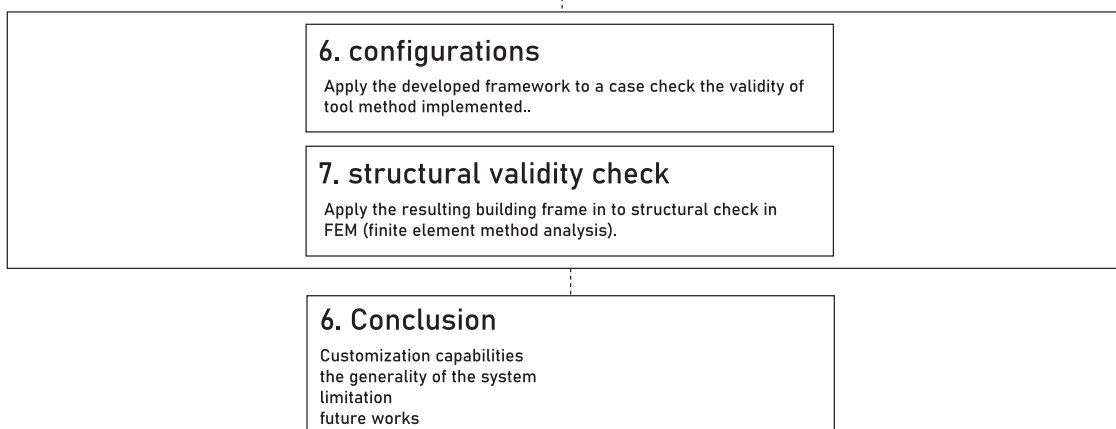 6. configurations
Apply the developed framework to a case check the validity of
tool method implemented..
7. structural validity check
Apply the resulting building frame in to structural check in
FEM (finite element method analysis).
6. Conclusion
Customization capabilities
the generality of the system
limitation
future works